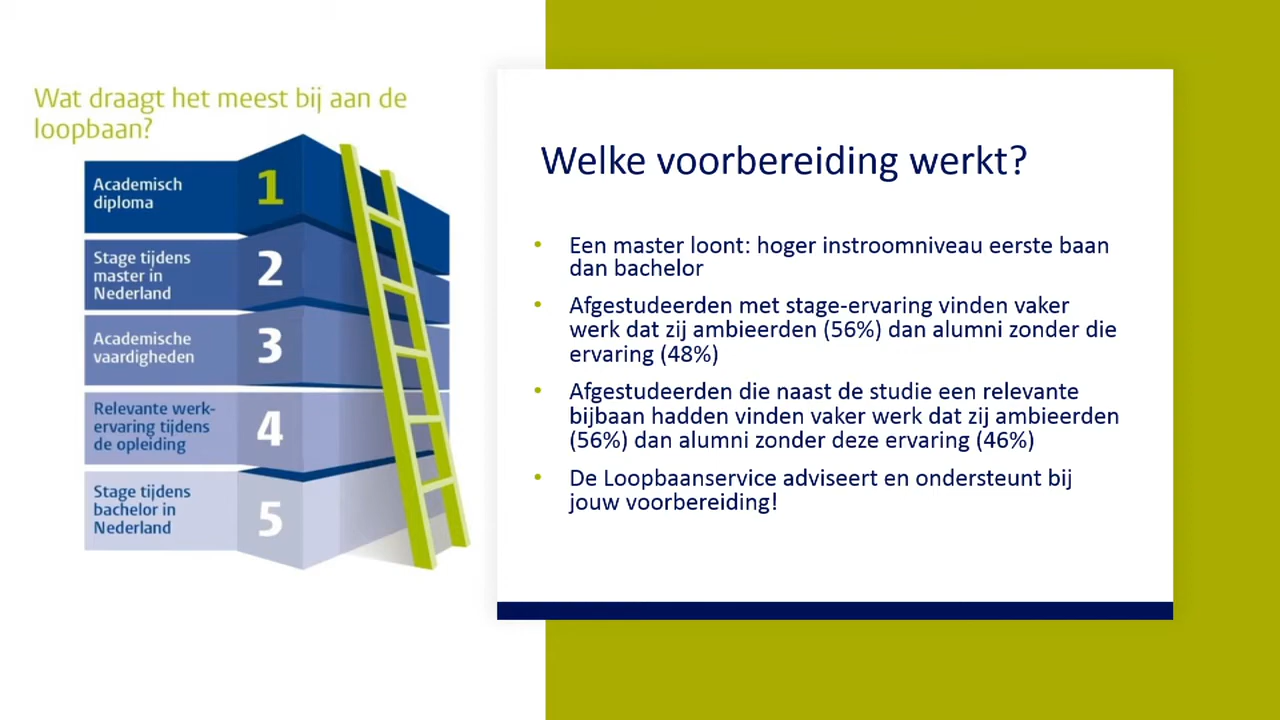 Wat draagt het meest bij aan de
loopbaan?
Academisch
diploma
1
Stage tijdens
master in
Nederland
2
Academische
vaardigheden
3
Relevante werk-
ervaring tijdens
de opleiding
4
Stage tijdens
bachelor in
Nederland
5
Welke voorbereiding werkt?
• Een master loont: hoger instroomniveau eerste baan
dan bachelor
• Afgestudeerden met stage-ervaring vinden vaker
werk dat zij ambieerden (56%) dan alumni zonder die
ervaring (48%)
• Afgestudeerden die naast de studie een relevante
bijbaan hadden vinden vaker werk dat zij ambieerden
(56%) dan alumni zonder deze ervaring (46%)
• De Loopbaanservice adviseert en ondersteunt bij
jouw voorbereiding!